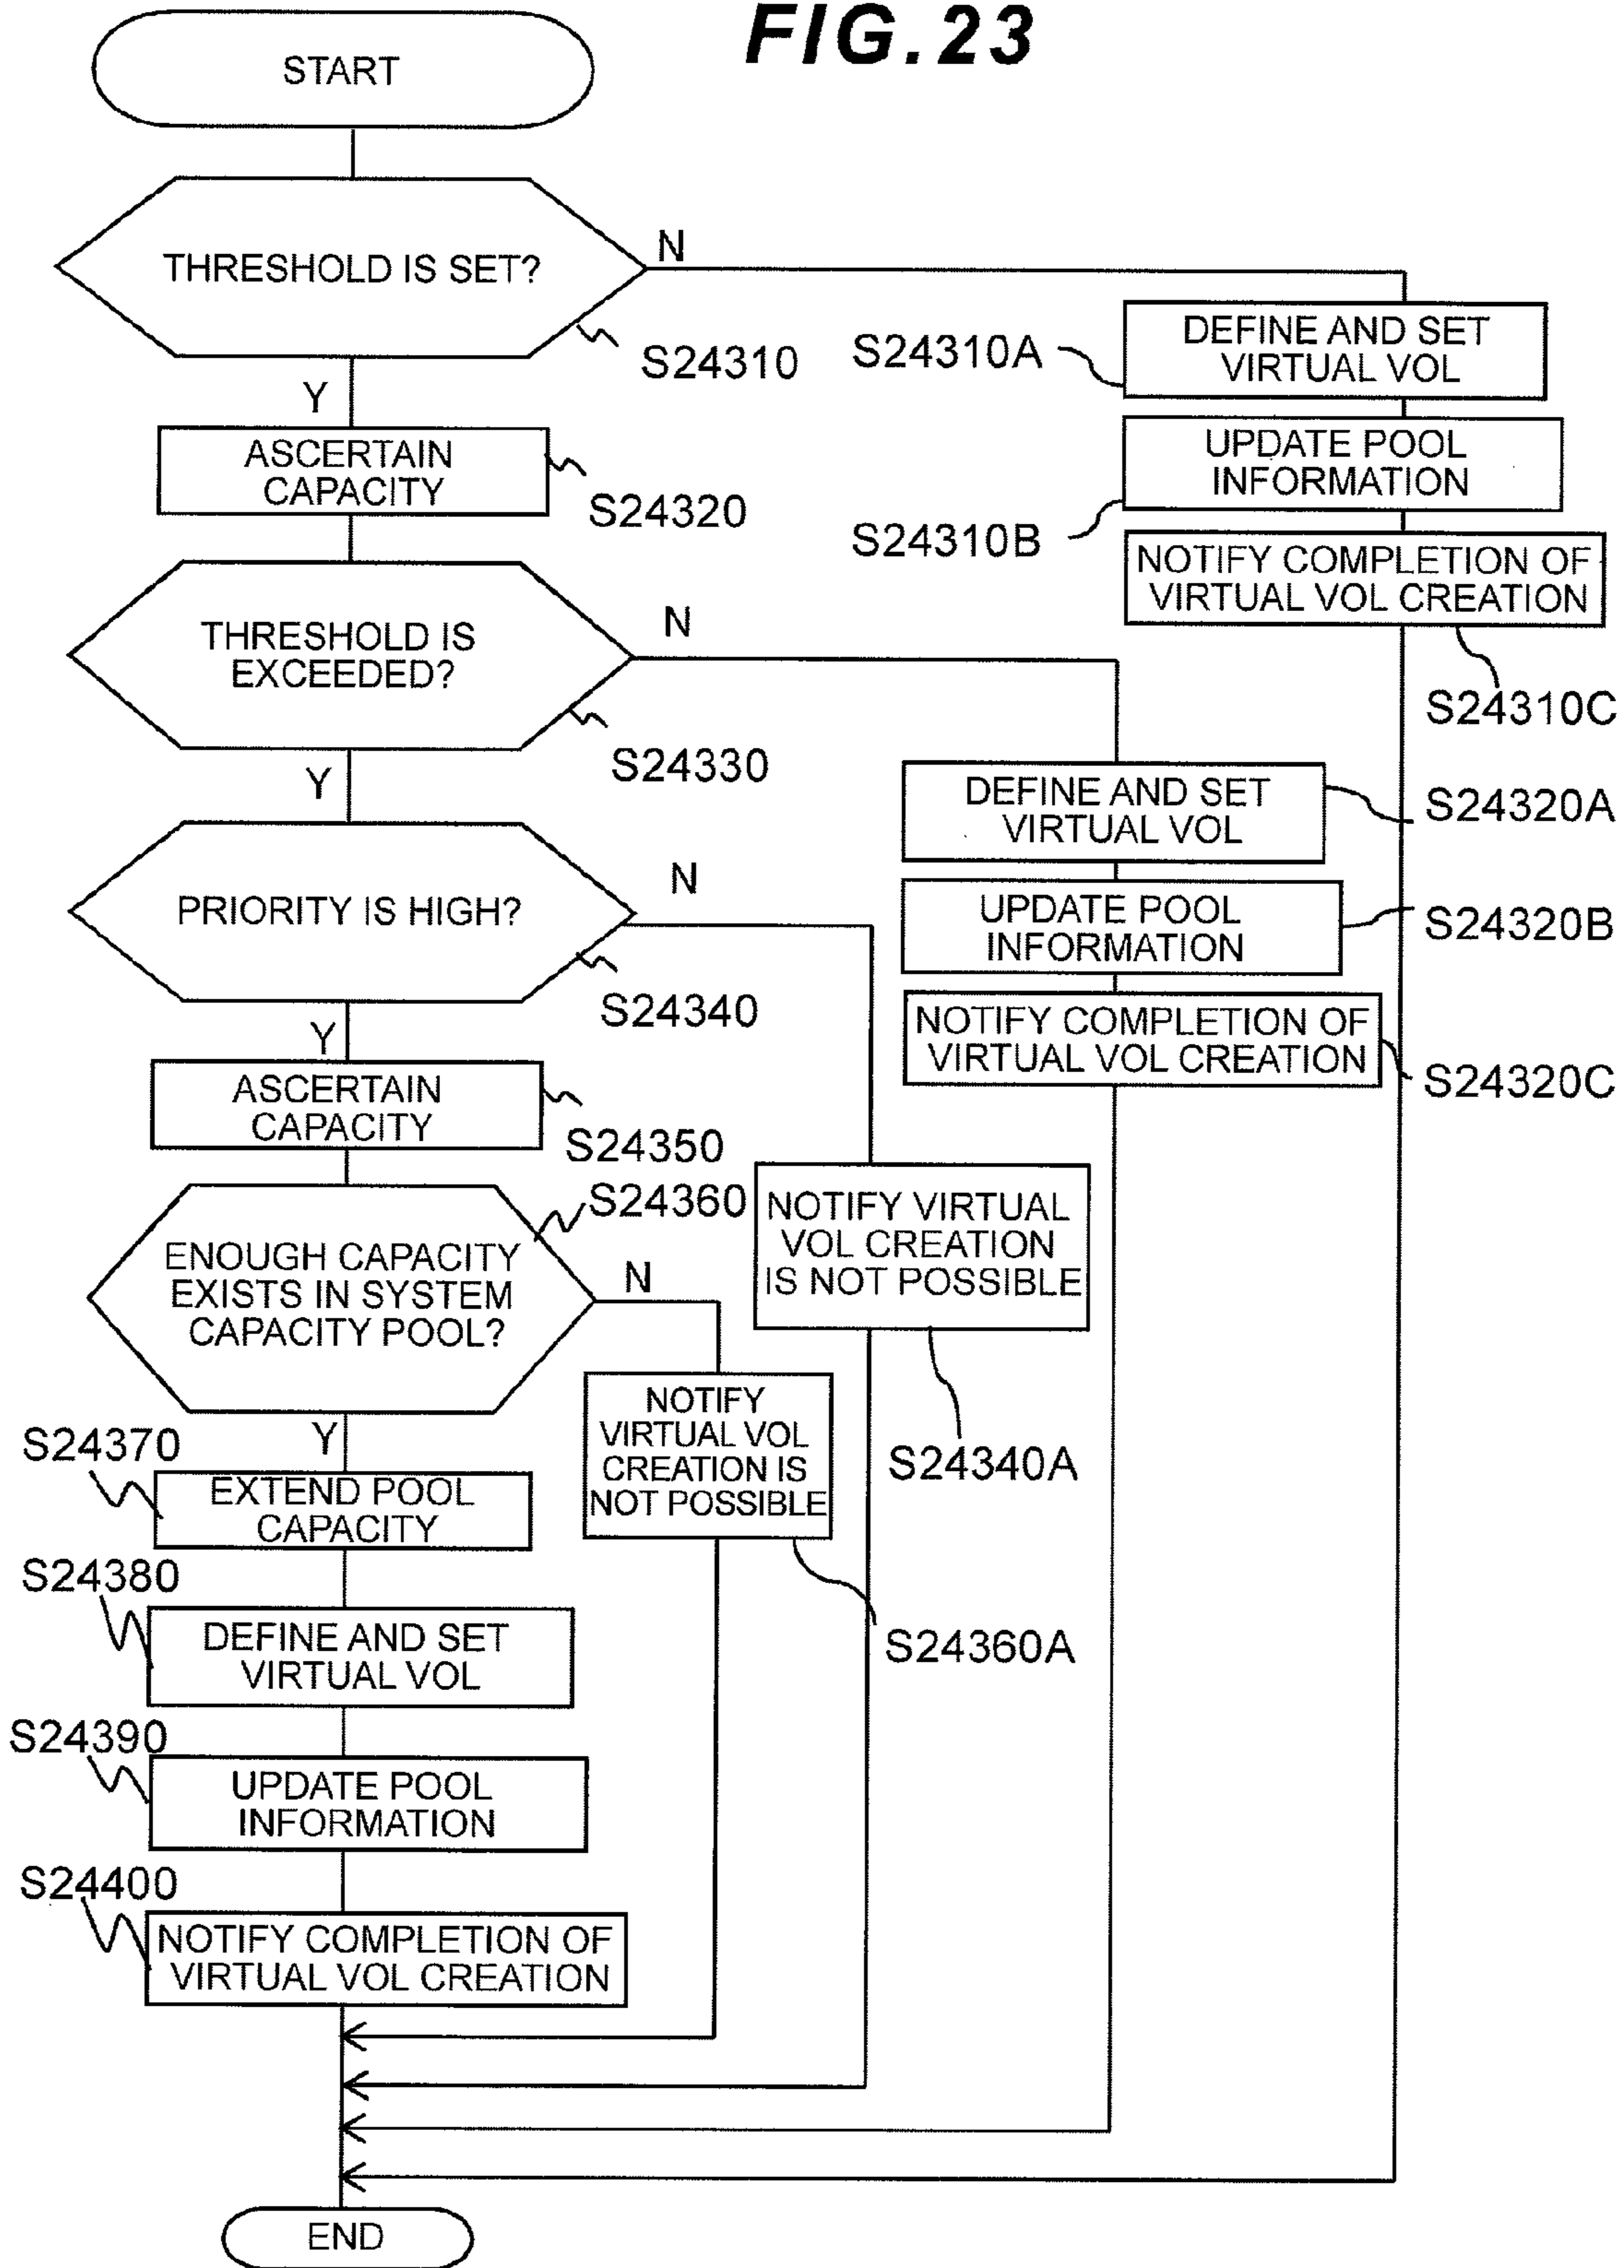 FIG.23
START
THRESHOLD IS SET?
N
S24310
Y
S24310A
DEFINE AND SET
VIRTUAL VOL
UPDATE POOL
INFORMATION
S24310B
NOTIFY COMPLETION OF
VIRTUAL VOL CREATION
S24310C
ASCERTAIN
CAPACITY
S24320
THRESHOLD IS
EXCEEDED?
N
S24330
Y
DEFINE AND SET
VIRTUAL VOL
S24320A
UPDATE POOL
INFORMATION
S24320B
NOTIFY COMPLETION OF
VIRTUAL VOL CREATION
S24320C
PRIORITY IS HIGH?
N
S24340
Y
ASCERTAIN
CAPACITY
S24350
NOTIFY VIRTUAL
VOL CREATION
IS NOT POSSIBLE
S24340A
S24360
ENOUGH CAPACITY
EXISTS IN SYSTEM
CAPACITY POOL?
N
Y
NOTIFY
VIRTUAL VOL
CREATION IS
NOT POSSIBLE
S24360A
S24370
EXTEND POOL
CAPACITY
S24380
DEFINE AND SET
VIRTUAL VOL
S24390
UPDATE POOL
INFORMATION
S24400
NOTIFY COMPLETION OF
VIRTUAL VOL CREATION
END